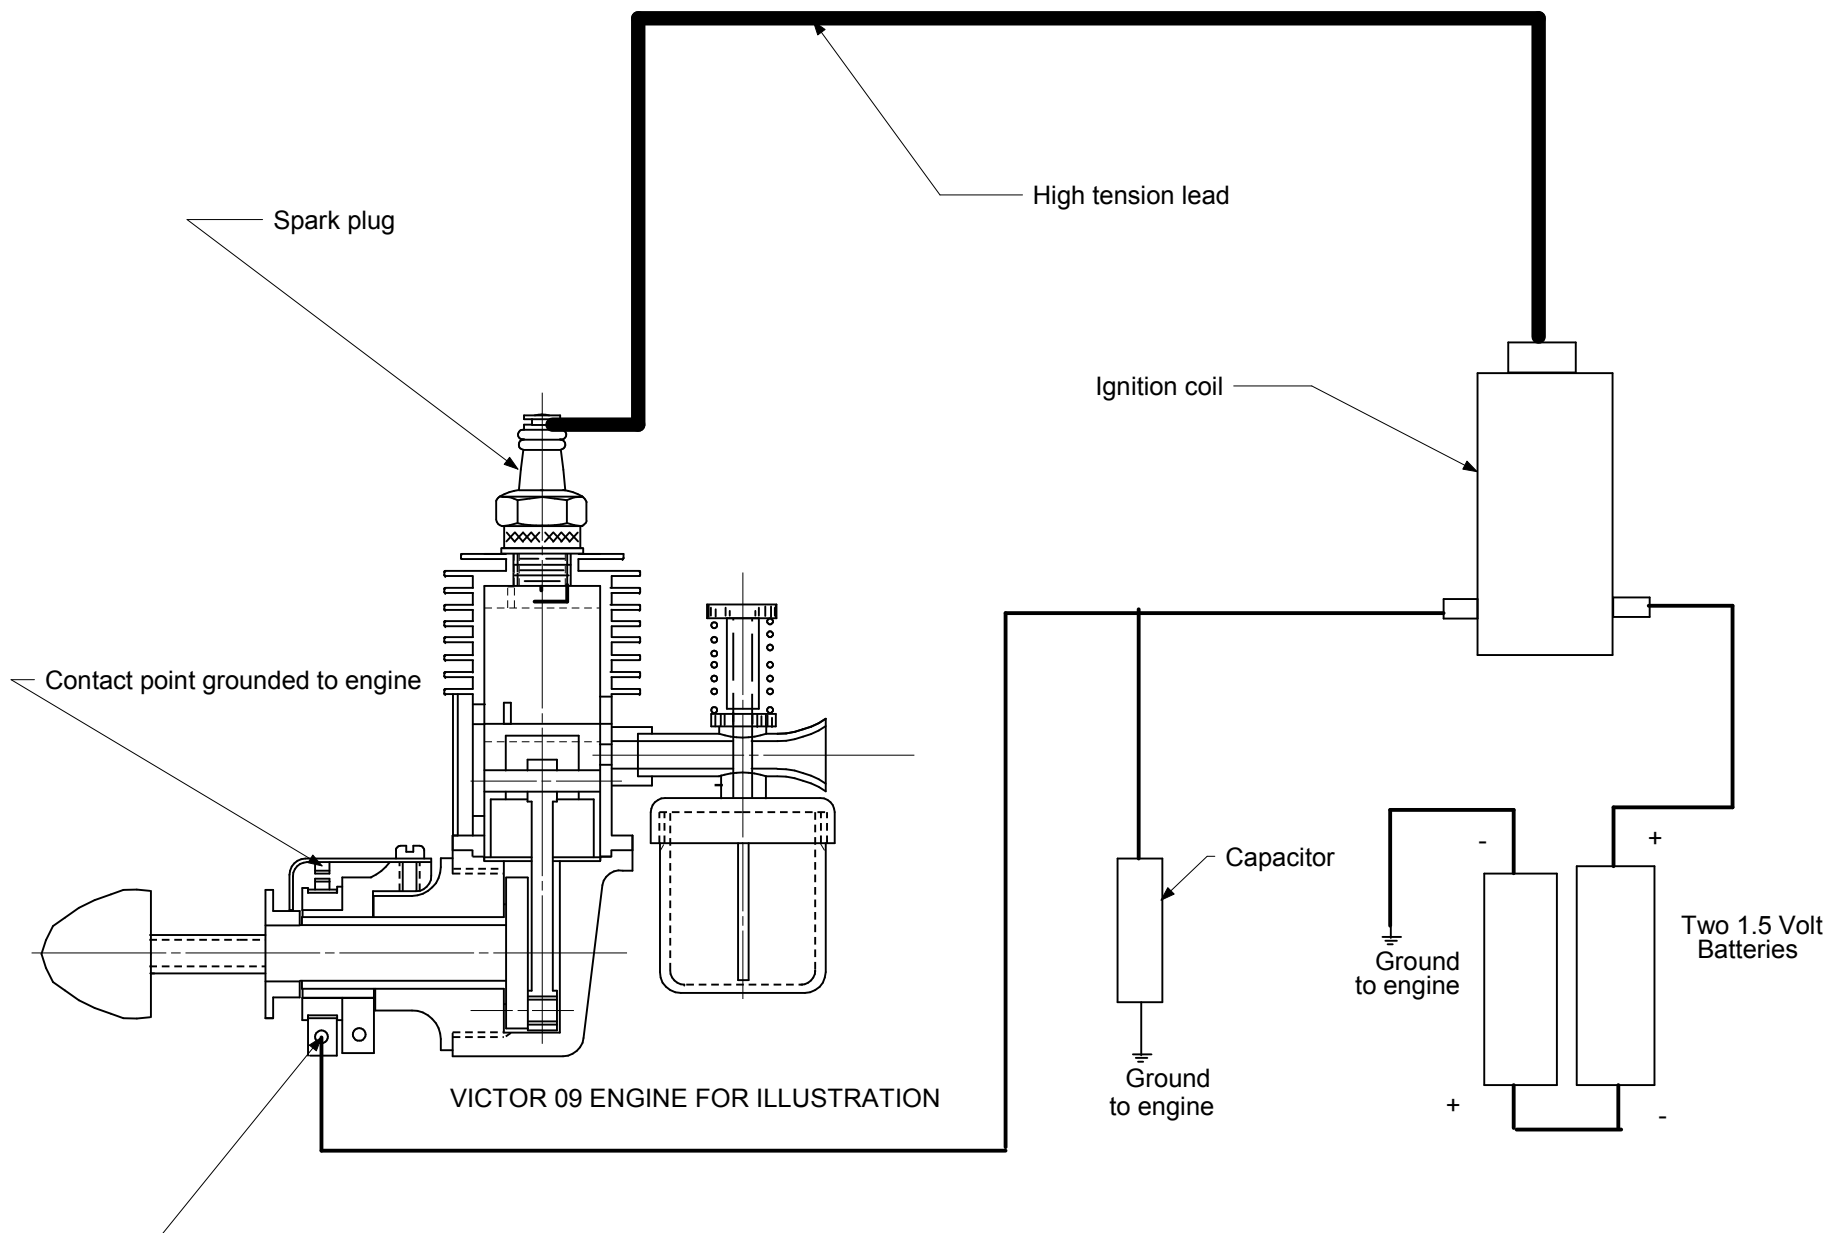 High tension lead
Spark plug
Ignition coil
Contact point grounded to engine
- +
Capacitor
Two 1.5 Volt
Batteries
Ground
to engine
Ground
to engine
VICTOR 09 ENGINE FOR ILLUSTRATION
+ -